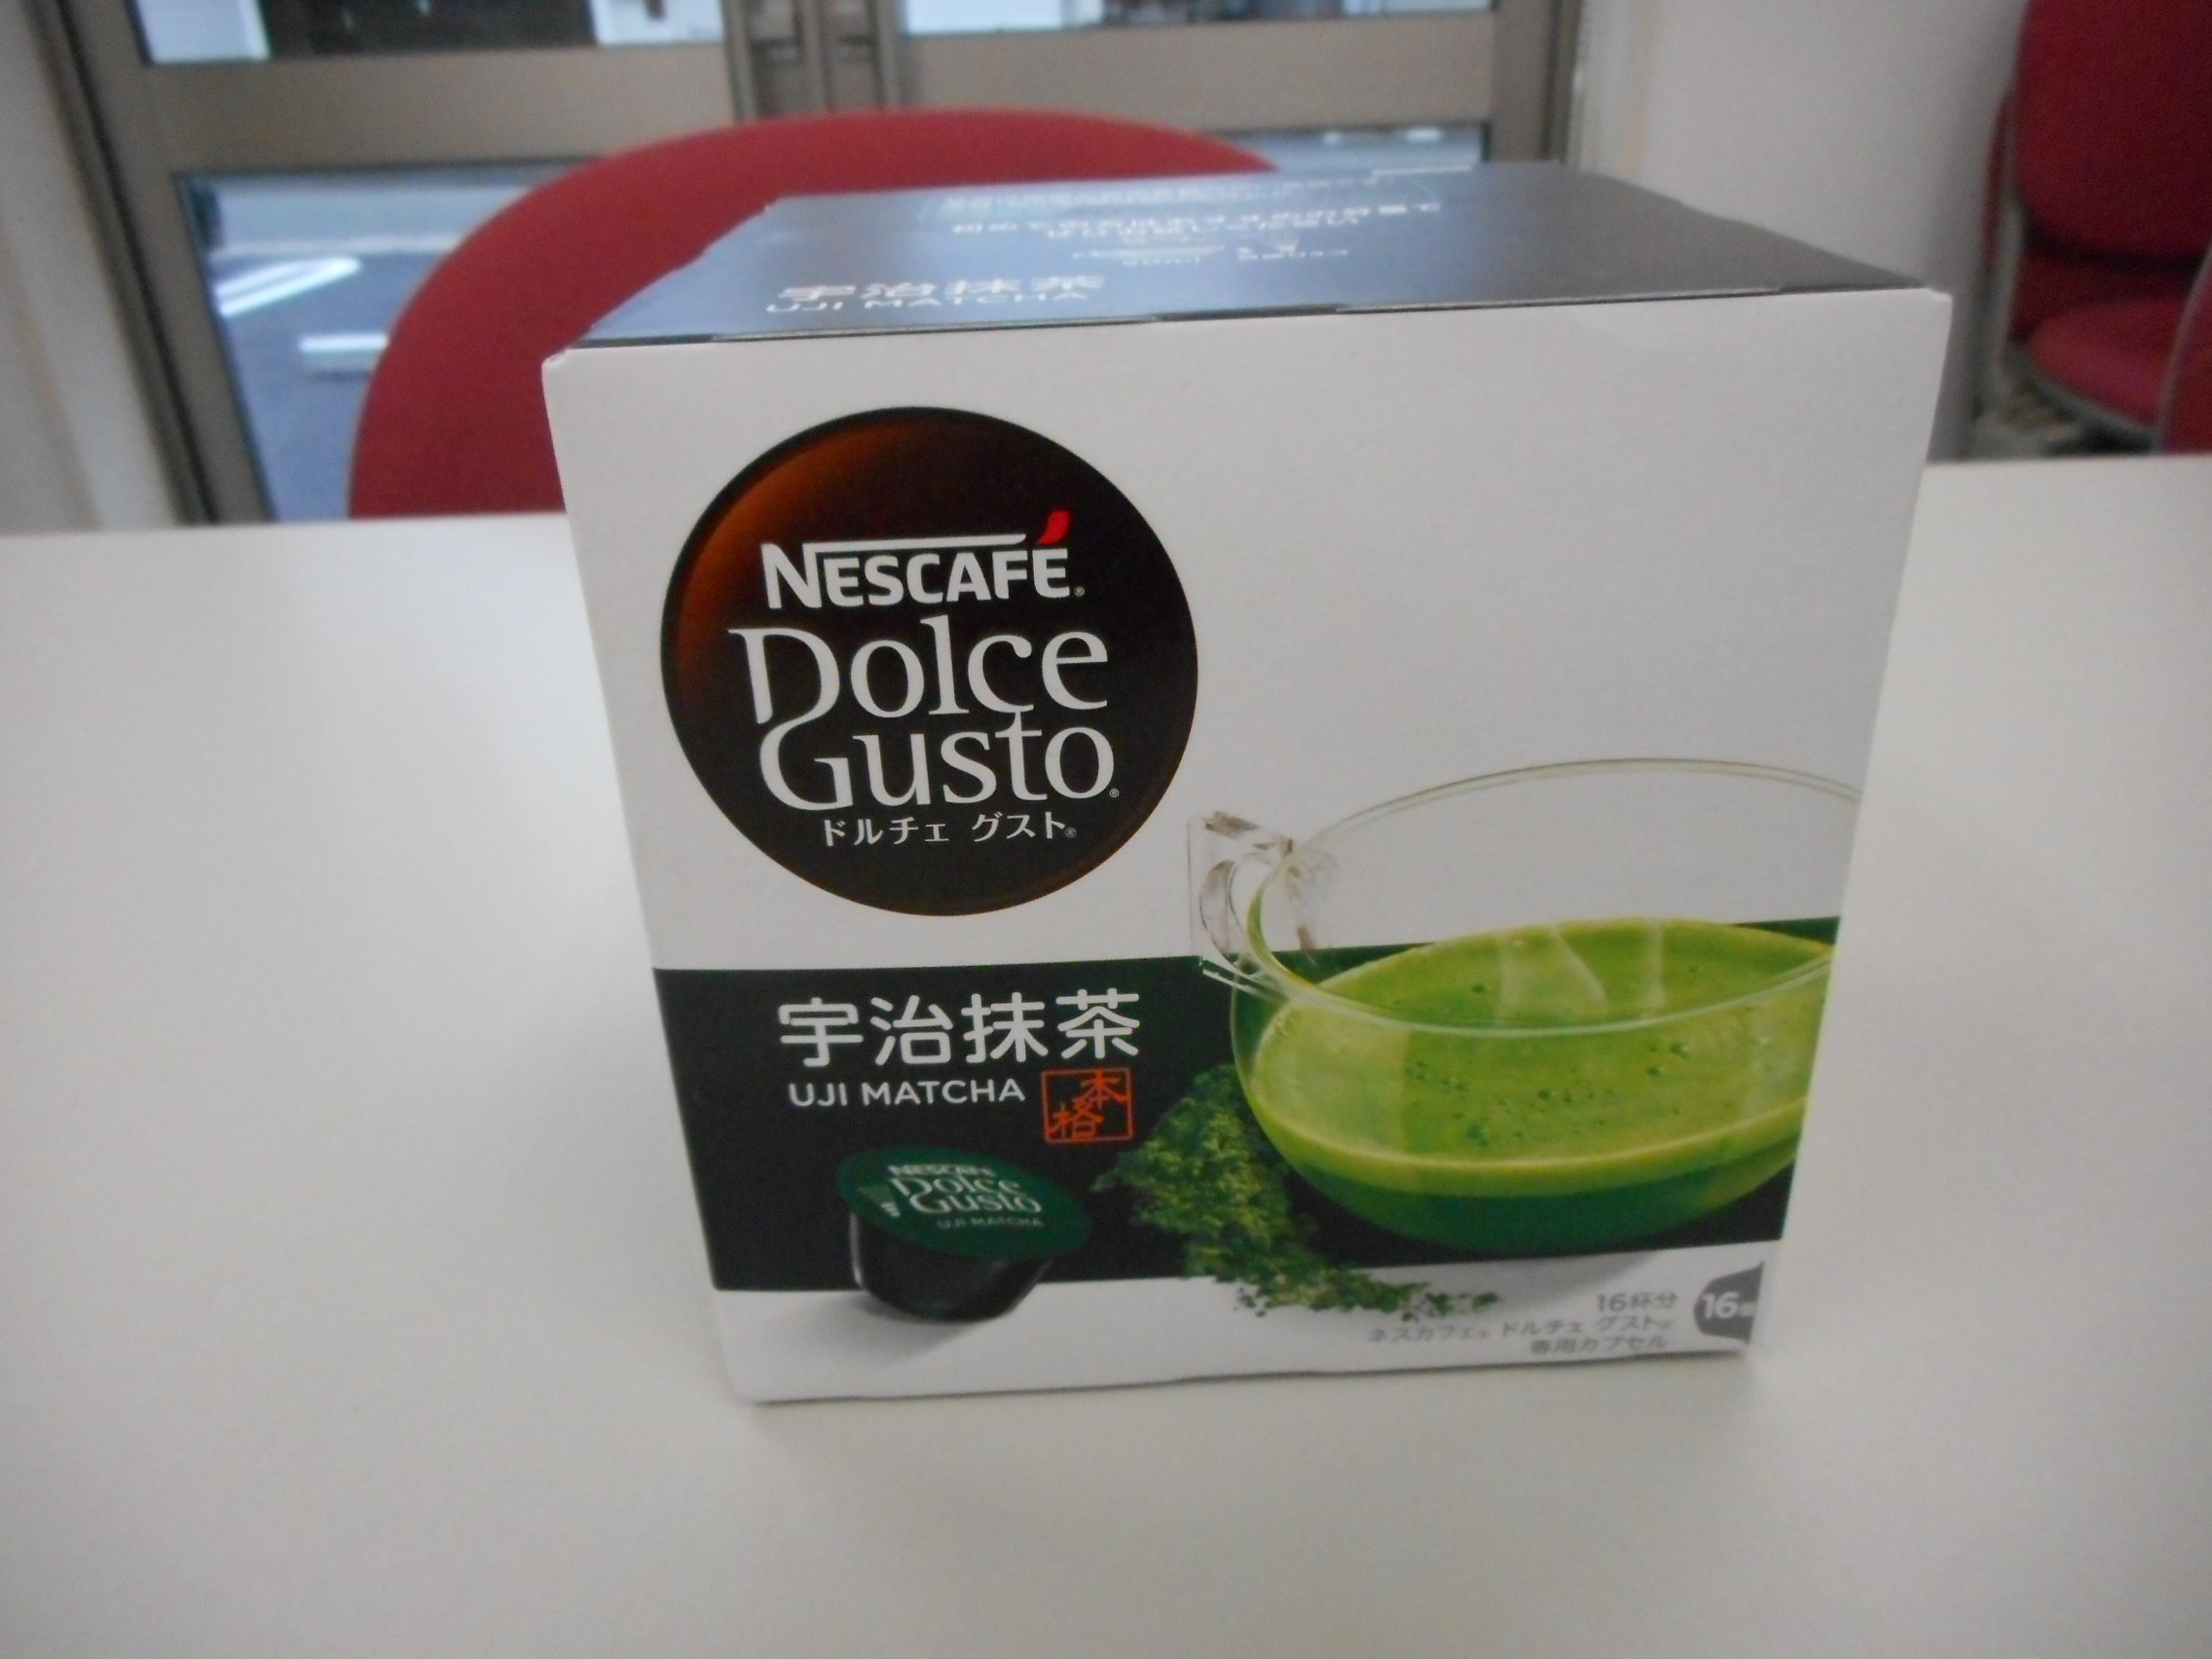 宇治抹茶
UJI MATCHA
NESCAFÉ®
Dolce
Gusto®
ドルチェ グスト®
宇治抹茶
UJI MATCHA
本格
NESCAFÉ
Dolce
Gusto
UJI MATCHA
16杯分
ネスカフェ® ドルチェ グスト®
専用カプセル
16